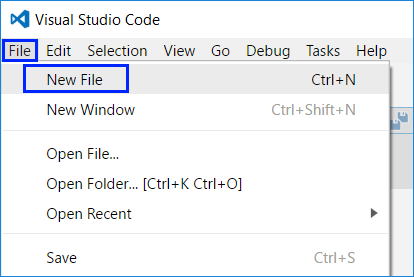 Visual Studio Code
File Edit Selection View Go Debug Tasks Help
New File Ctrl+N
New Window Ctrl+Shift+N
Open File...
Open Folder... [Ctrl+K Ctrl+O]
Open Recent
Save Ctrl+S